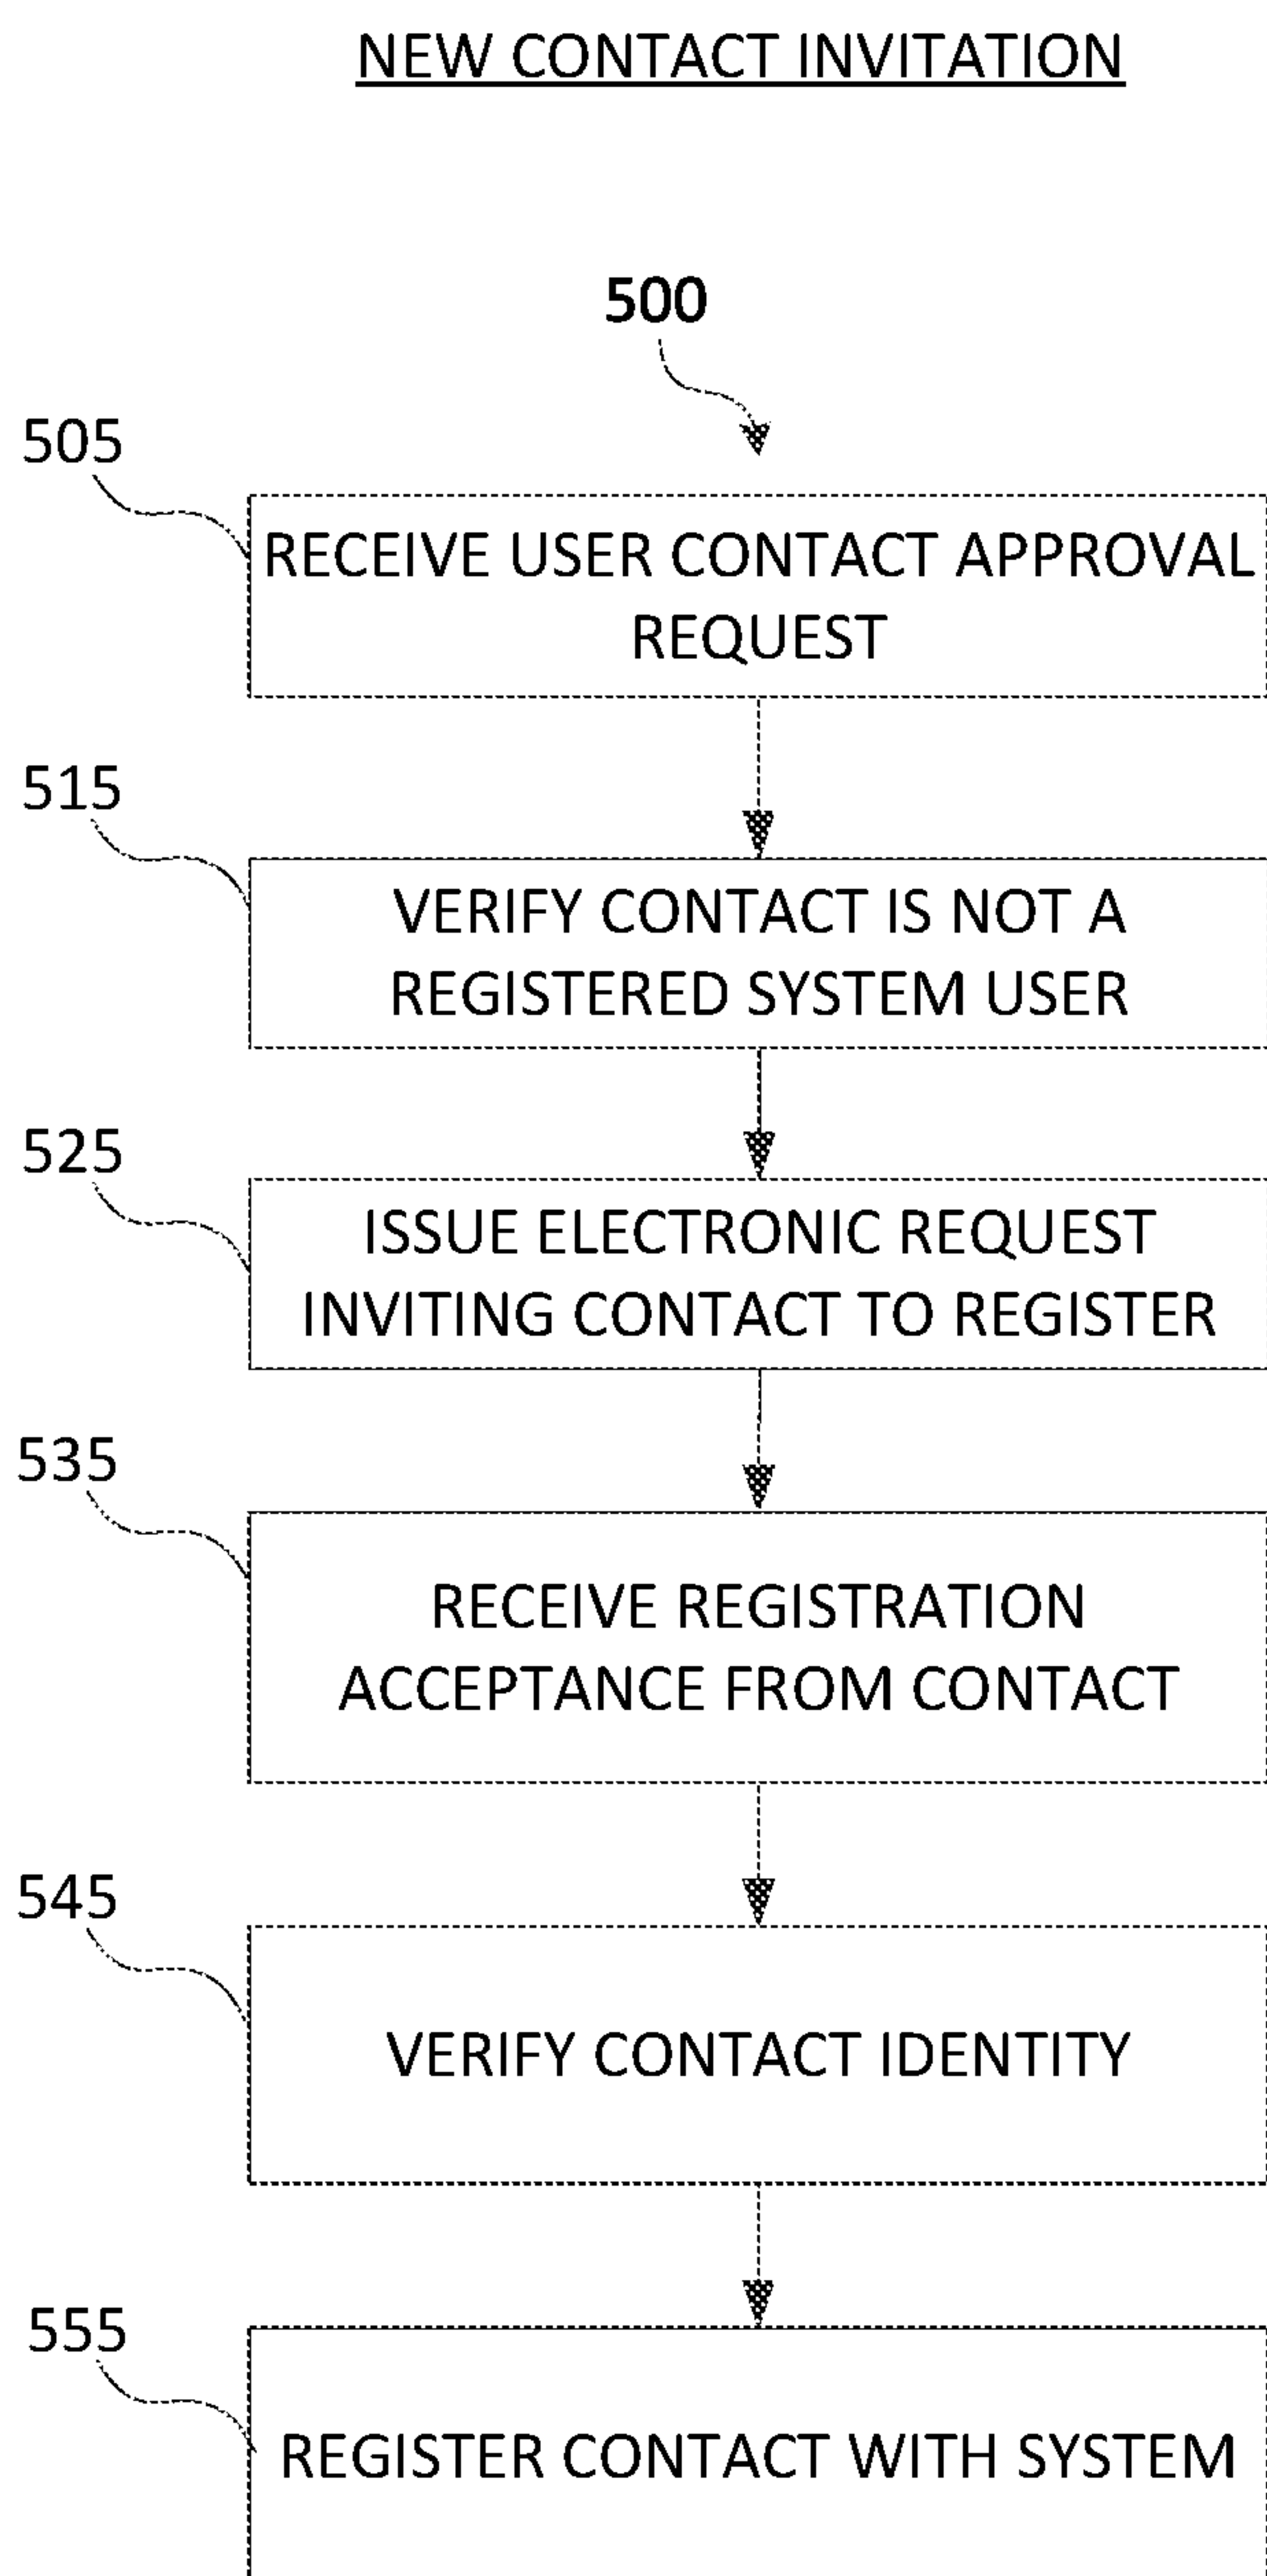 NEW CONTACT INVITATION
500
505
RECEIVE USER CONTACT APPROVAL
REQUEST
515
VERIFY CONTACT IS NOT A
REGISTERED SYSTEM USER
525
ISSUE ELECTRONIC REQUEST
INVITING CONTACT TO REGISTER
535
RECEIVE REGISTRATION
ACCEPTANCE FROM CONTACT
545
VERIFY CONTACT IDENTITY
555
REGISTER CONTACT WITH SYSTEM